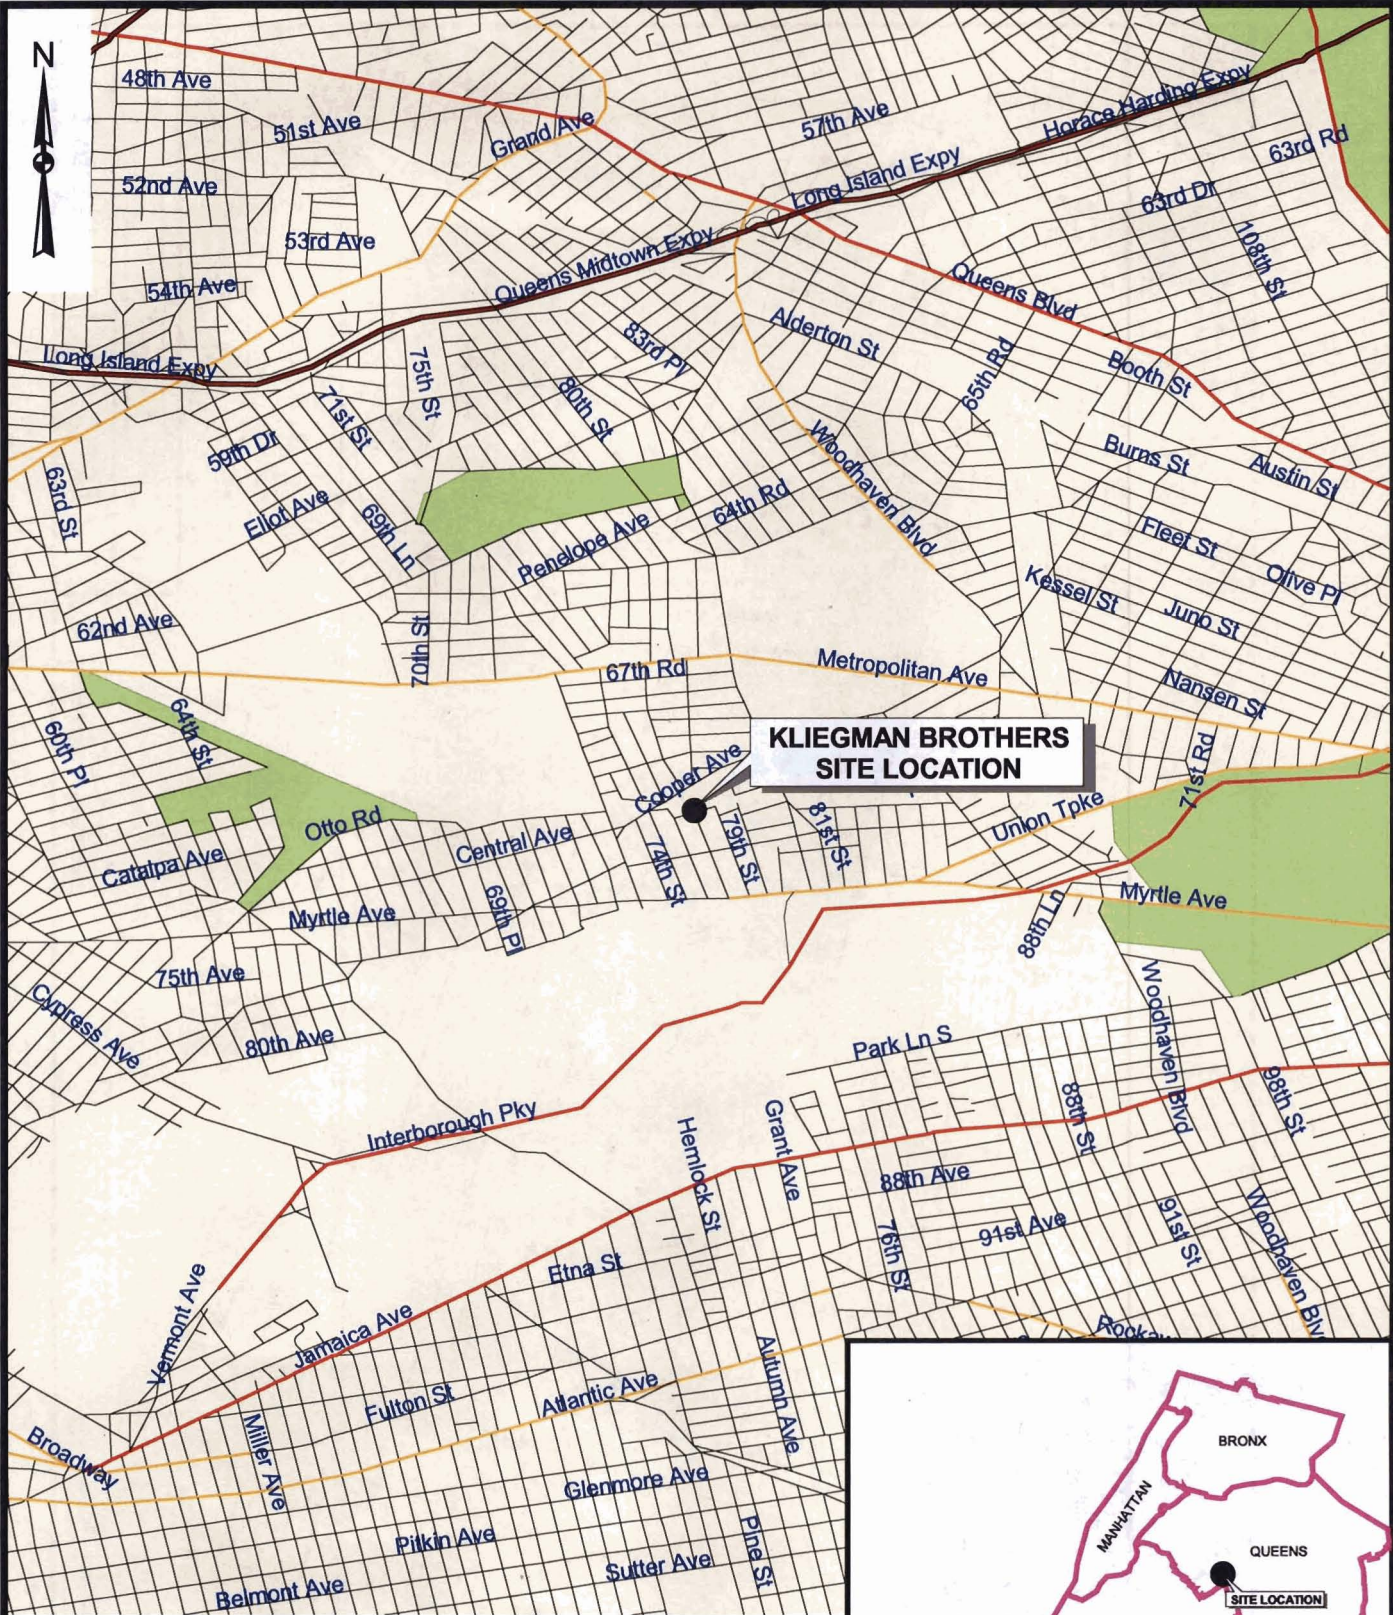 N
48th Ave
51st Ave
Grand Ave
57th Ave
Horace Harding Expy
63rd Rd
52nd Ave
Long Island Expy
63rd Dr
53rd Ave
Queens Midtown Expy
108th St
54th Ave
Queens Blvd
Long Island Expy
75th St
83rd Pl
Alderton St
65th Rd
Booth St
71st St
80th St
59th Dr
Woodhaven Blvd
Burns St
Austin St
63rd St
Eliot Ave
69th Ln
64th Rd
Penelope Ave
Fleet St
Olive Pl
Kessel St
Juno St
62nd Ave
70th St
67th Rd
Metropolitan Ave
Nansen St
60th Pl
64th St
KLIEGMAN BROTHERS
SITE LOCATION
71st Rd
Cooper Ave
Otto Rd
Central Ave
74th St
79th St
81st St
Union Tpke
Catalpa Ave
Myrtle Ave
69th Pl
88th Ln
Myrtle Ave
75th Ave
Cypress Ave
80th Ave
Park Ln S
Woodhaven Blvd
98th St
Interborough Pky
Hemlock St
Grant Ave
88th St
88th Ave
76th St
91st Ave
91st St
Woodhaven Blv
Etna St
Vermont Ave
Jamaica Ave
Autumn Ave
Rocka
Fulton St
Atlantic Ave
Miller Ave
Broadway
Glenmore Ave
Pitkin Ave
Pine St
Sutter Ave
Belmont Ave
BRONX
MANHATTAN
QUEENS
SITE LOCATION